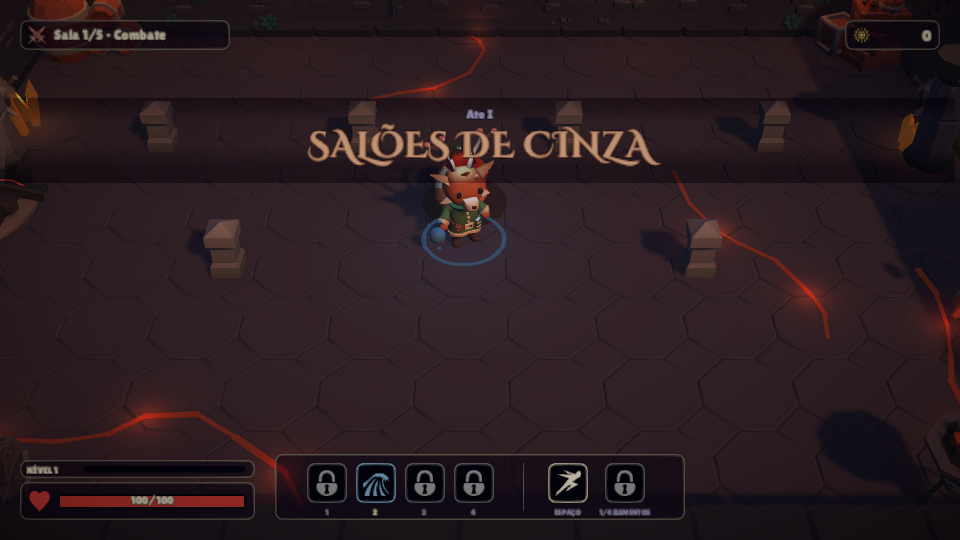 Sala 1/5 · Combate
0
Ato I
SALÕES DE CINZA
NÍVEL 1
100/100
1
2
3
4
ESPAÇO
1/4 ELEMENTOS